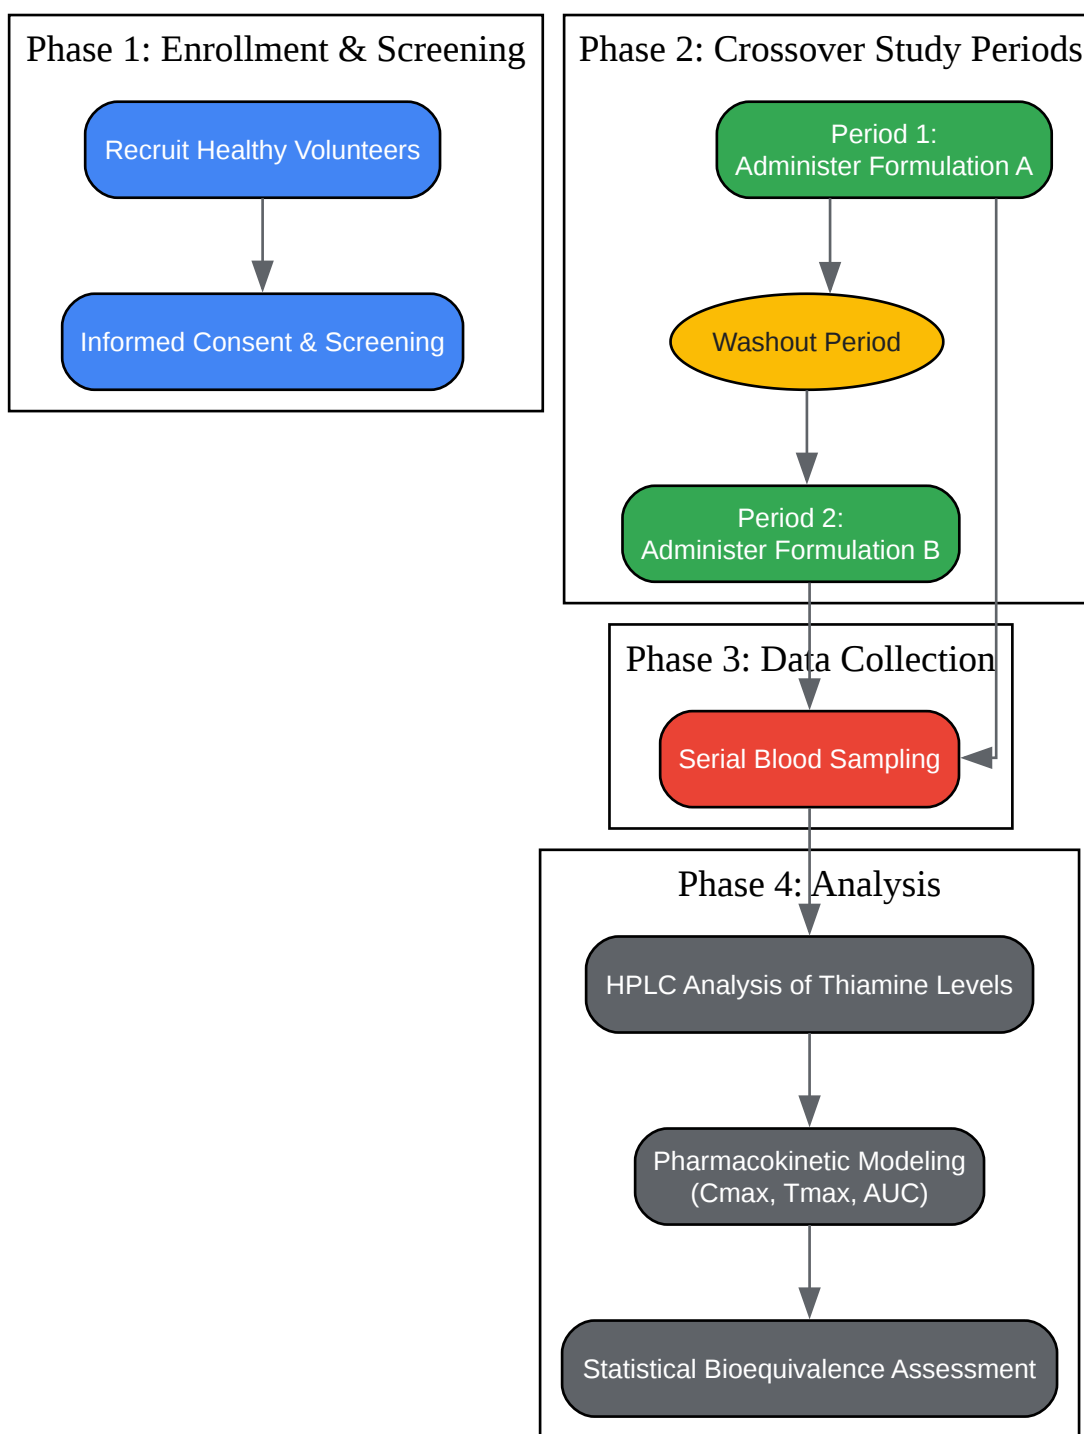 Phase 1: Enrollment & Screening
Recruit Healthy Volunteers
Informed Consent & Screening
Phase 2: Crossover Study Periods
Period 1:
Administer Formulation A
Washout Period
Period 2:
Administer Formulation B
Phase 3: Data Collection
Serial Blood Sampling
Phase 4: Analysis
HPLC Analysis of Thiamine Levels
Pharmacokinetic Modeling
(Cmax, Tmax, AUC)
Statistical Bioequivalence Assessment